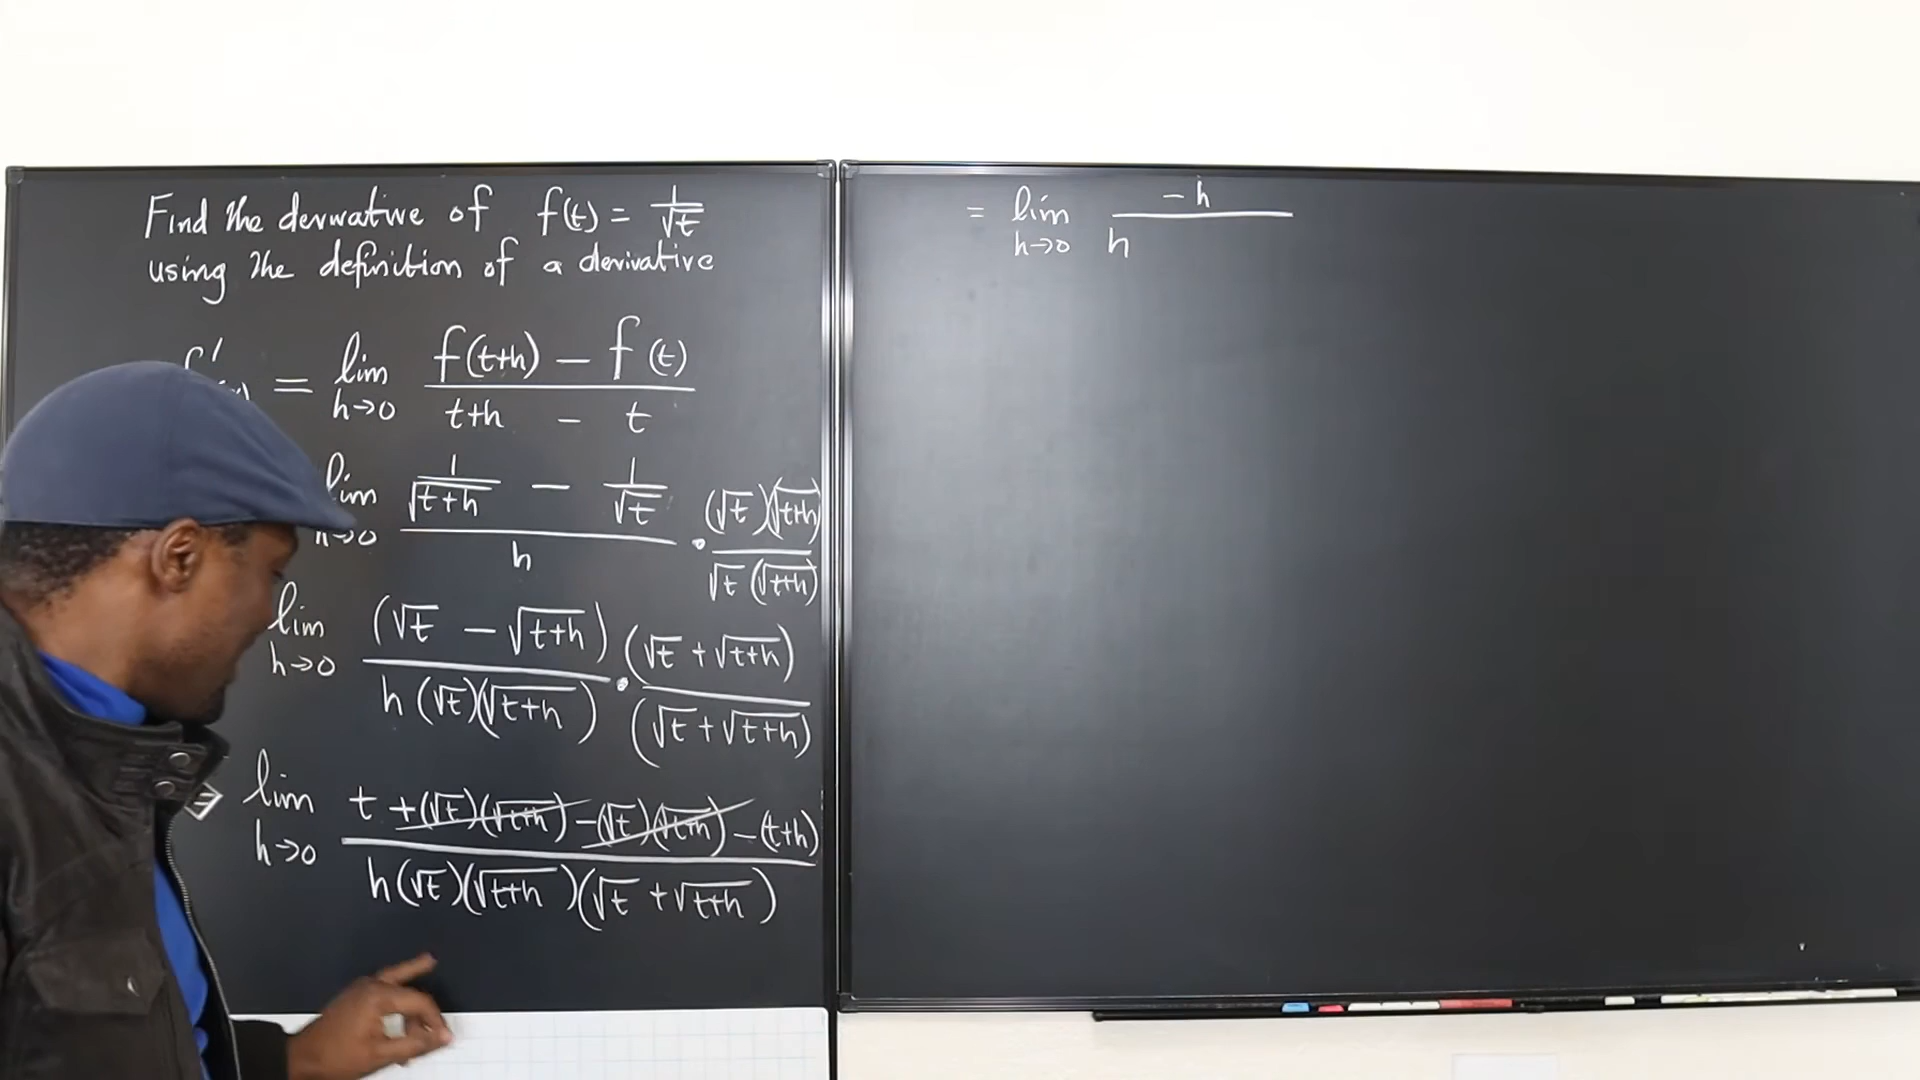 Find the derivative of f(t) = 1/√t
using the definition of a derivative
f' = lim h→0 (f(t+h) − f(t))/(t+h − t)
lim h→0 (1/√(t+h) − 1/√t)/h · (√t)(√(t+h))/(√t(√(t+h)))
lim h→0 (√t − √(t+h))/(h(√t)(√(t+h))) · (√t + √(t+h))/(√t + √(t+h))
lim h→0 (t + (√t)(√(t+h)) − (√t)(√(t+h)) − (t+h))/(h(√t)(√(t+h))(√t + √(t+h)))
= lim h→0 −h/h